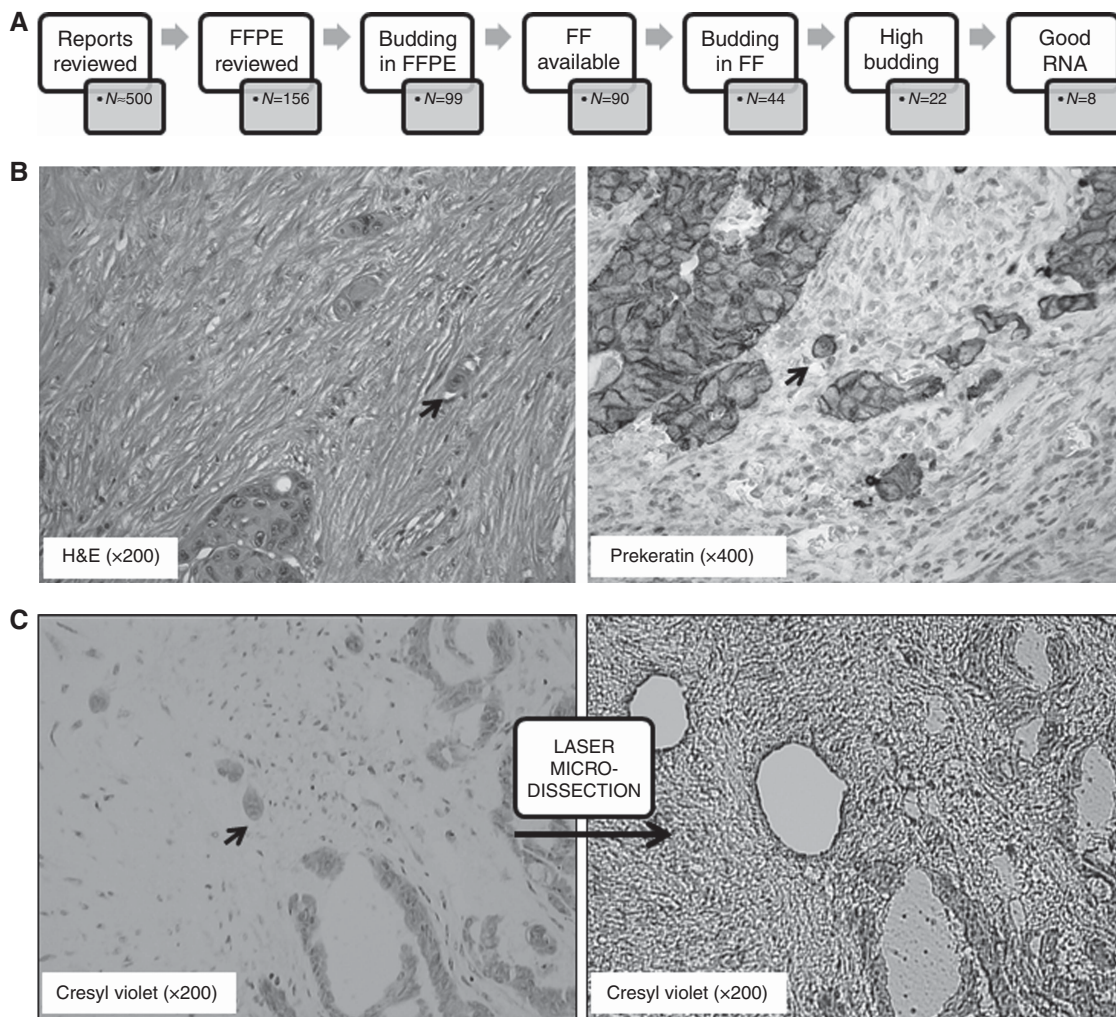 A
Reports reviewed
• N≈500
FFPE reviewed
• N=156
Budding in FFPE
• N=99
FF available
• N=90
Budding in FF
• N=44
High budding
• N=22
Good RNA
• N=8
B
H&E (×200)
Prekeratin (×400)
C
LASER
MICRO-
DISSECTION
Cresyl violet (×200)
Cresyl violet (×200)